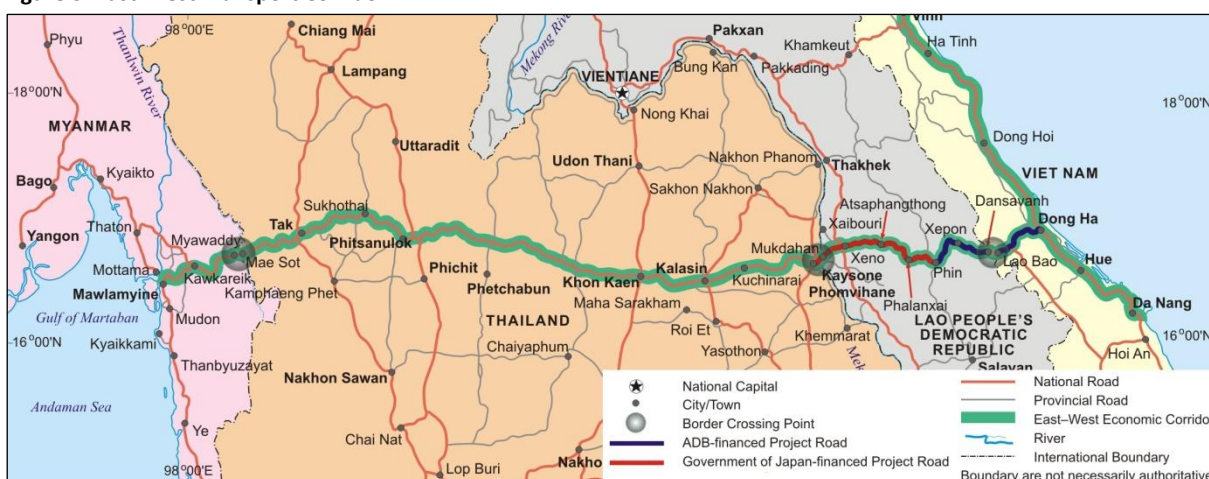 98°00'E
Phyu
Chiang Mai
Thanlwin River
Lampang
Mekong River
Pakxan
Khamkeut
Vinh
Ha Tinh
VIENTIANE
Bung Kan
Pakkading
18°00'N
18°00'N
Nong Khai
MYANMAR
Dong Hoi
Uttaradit
Kyaikto
Udon Thani
Nakhon Phanom
Thakhek
VIET NAM
Bago
Sakhon Nakhon
Atsaphangthong
Dansavanh
Sukhothai
Xaibouri
Dong Ha
Thaton
Tak
Yangon
Myawaddy
Phitsanulok
Mukdahan
Xepon
Mottama
Mae Sot
Phichit
Kalasin
Xeno
Lao Bao
Kawkareik
Kamphaeng Phet
Phetchabun
Khon Kaen
Kuchinarai
Kaysone
Phomvihane
Phin
Hue
Mawlamyine
Maha Sarakham
Phalanxai
Da Nang
Gulf of Martaban
Mudon
THAILAND
Roi Et
Khemmarat
LAO PEOPLE'S
DEMOCRATIC
REPUBLIC
16°00'N
16°00'N
Kyaikkami
Chaiyaphum
Yasothon
Hoi An
Thanbyuzayat
Nakhon Sawan
Salavan
Andaman Sea
Ye
Chai Nat
98°00'E
Lop Buri
National Capital
City/Town
Border Crossing Point
ADB-financed Project Road
Government of Japan-financed Project Road
National Road
Provincial Road
East–West Economic Corrido
River
International Boundary
Boundary are not necessarily authoritative